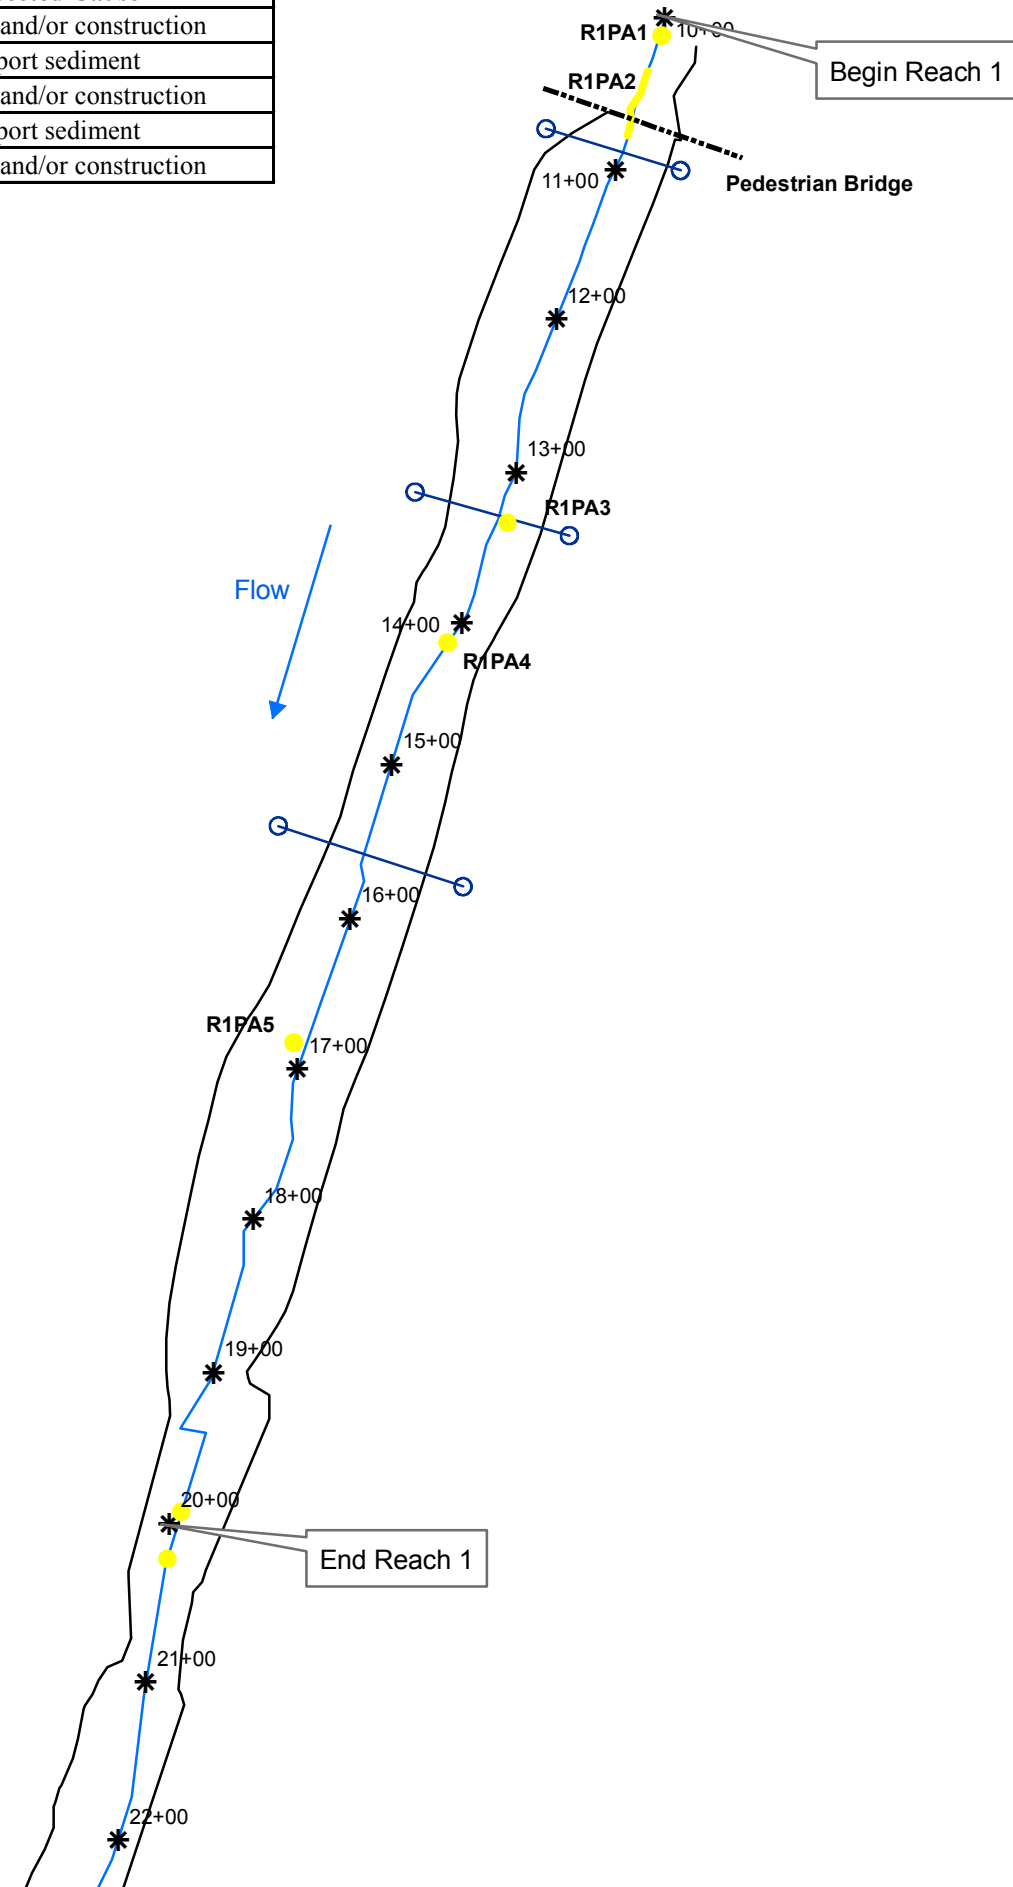 and/or construction
port sediment
and/or construction
port sediment
and/or construction
R1PA1
10+00
Begin Reach 1
R1PA2
Pedestrian Bridge
11+00
12+00
13+00
R1PA3
Flow
14+00
R1PA4
15+00
16+00
R1PA5
17+00
18+00
19+00
20+00
End Reach 1
21+00
22+00